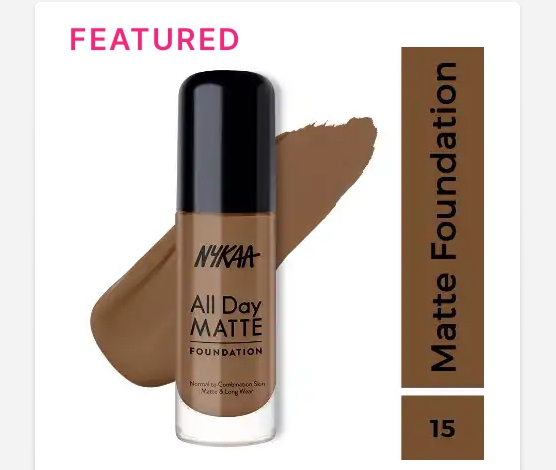 FEATURED
NYKAA
All Day
MATTE
FOUNDATION
Normal to Combination Skin
Matte & Long Wear
Matte Foundation
15